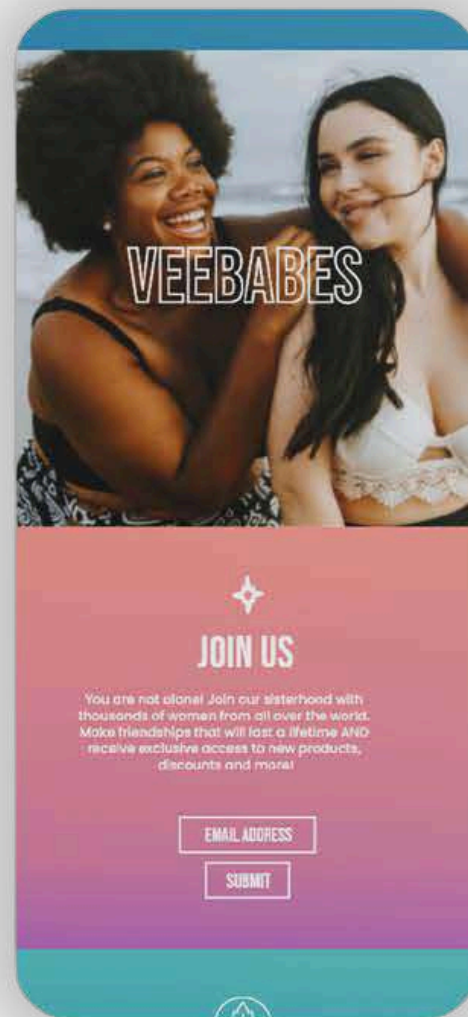 VEEBABES
JOIN US
You are not alone! Join our sisterhood with
thousands of women from all over the world.
Make friendships that will last a lifetime AND
receive exclusive access to new products,
discounts and more!
EMAIL ADDRESS
SUBMIT